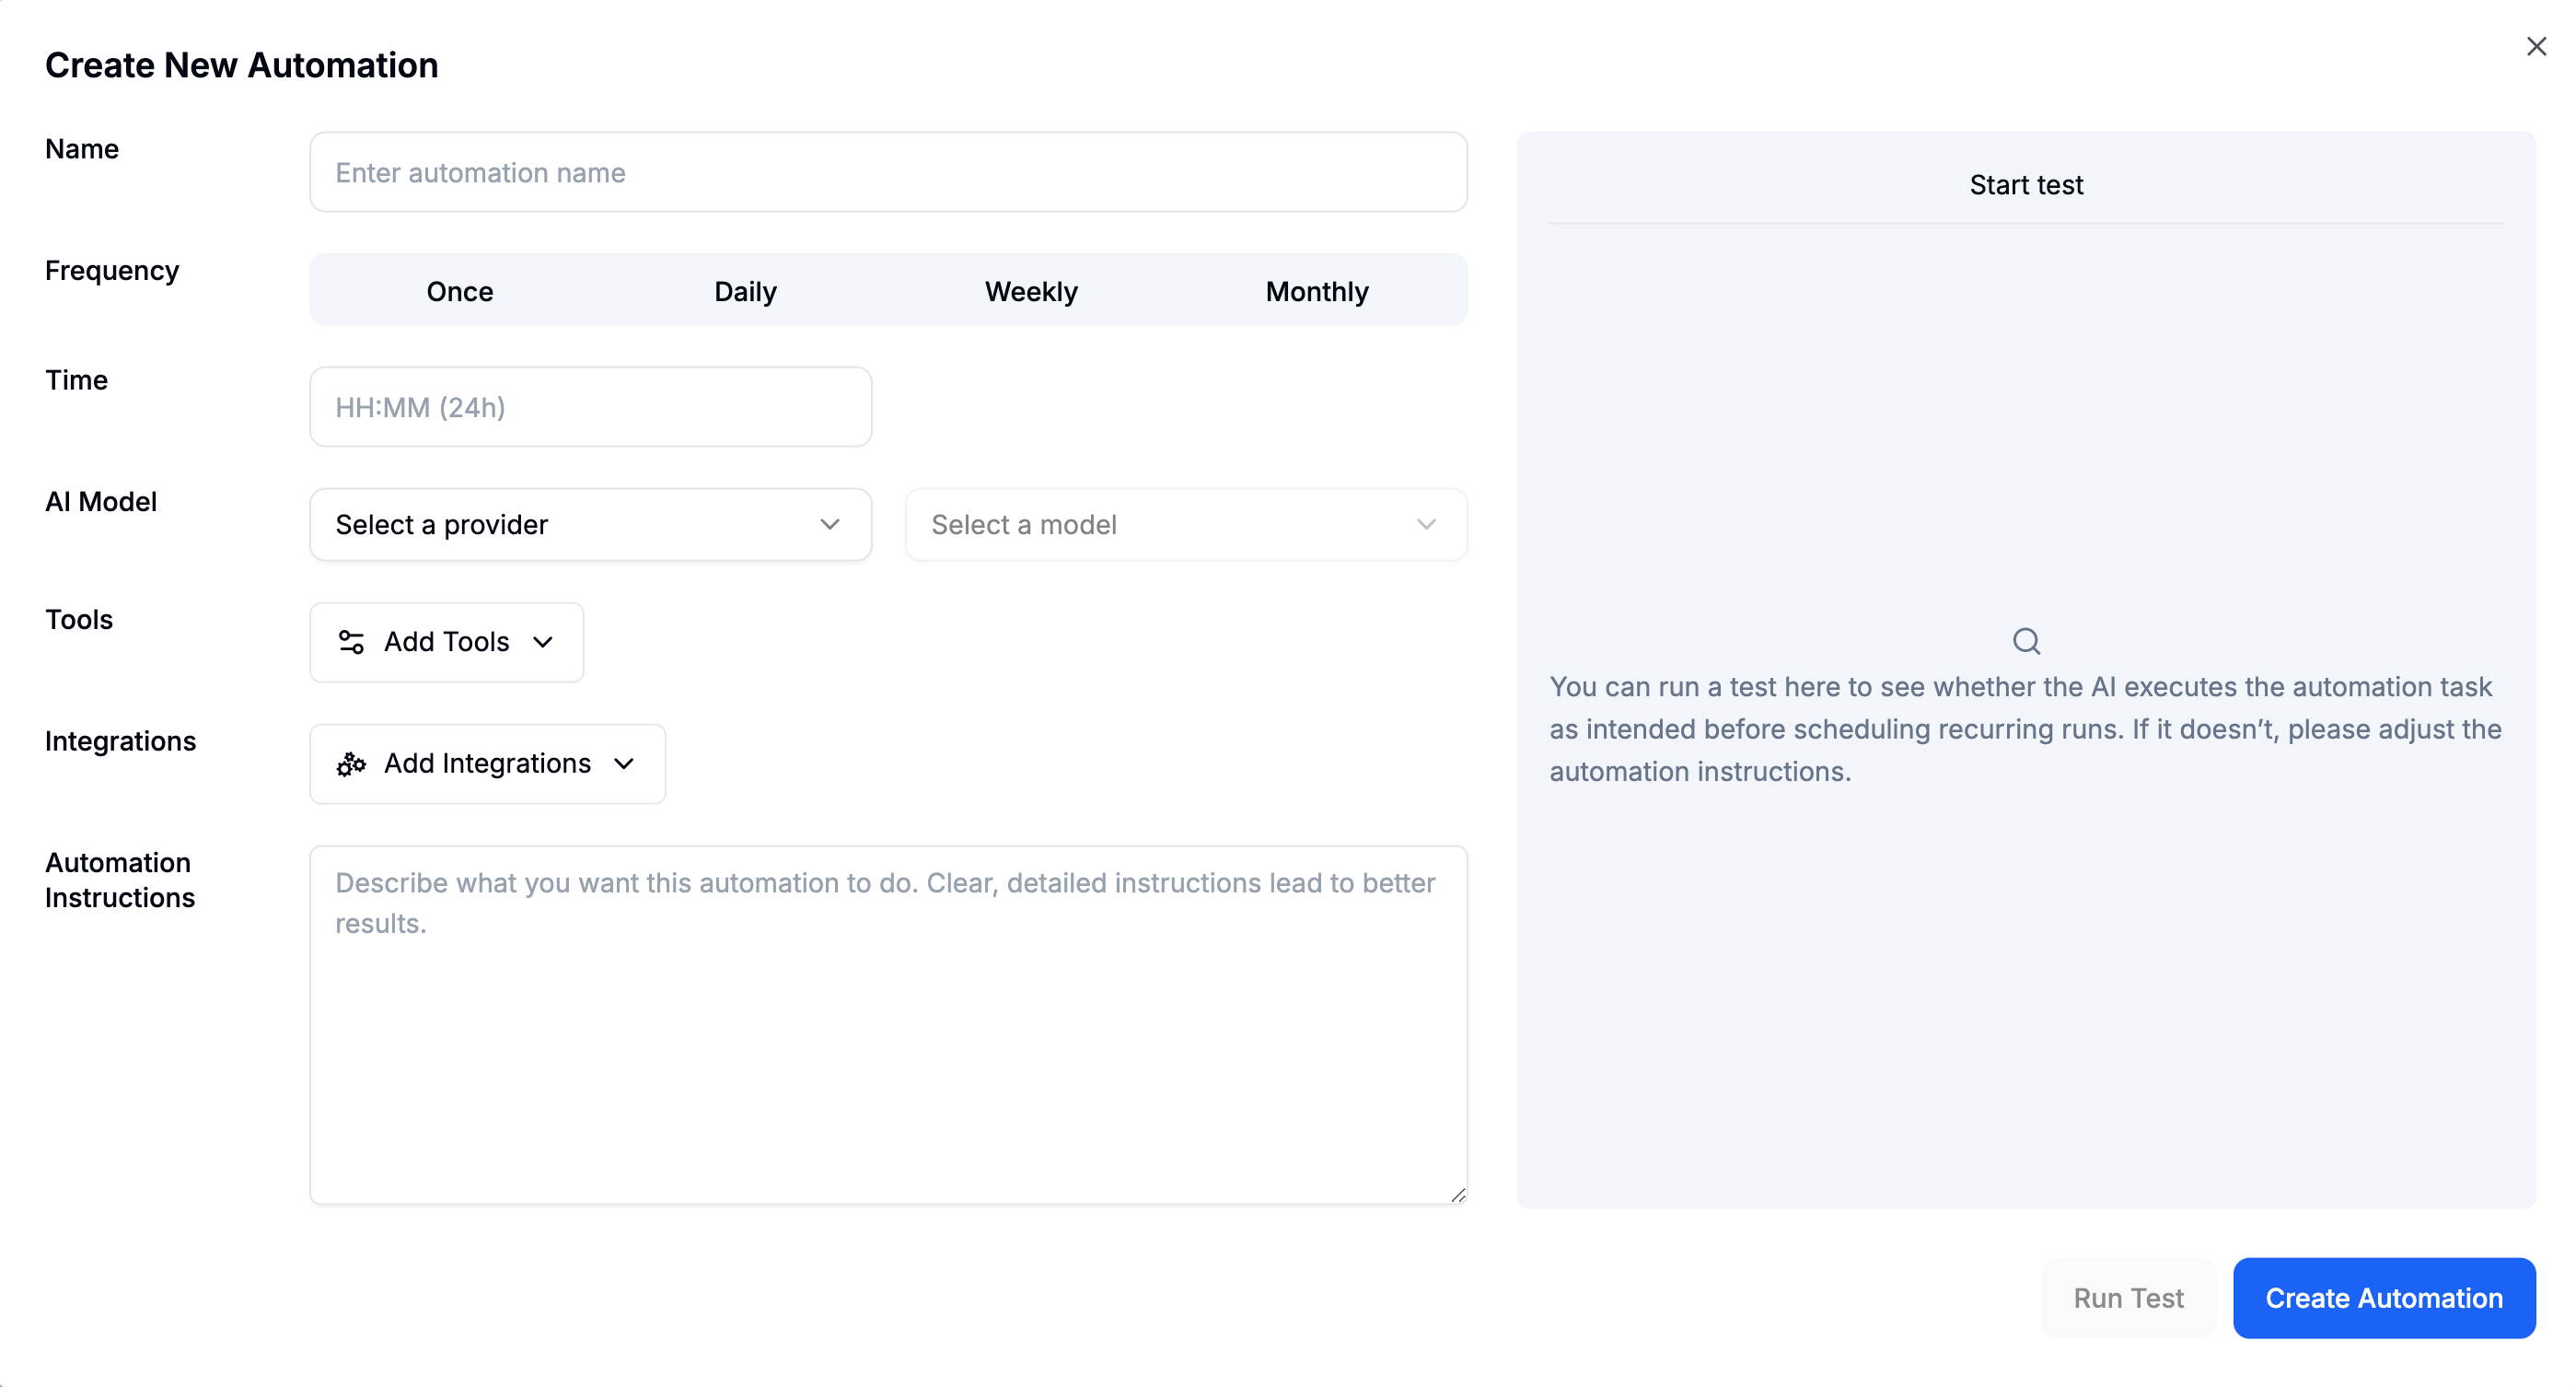 Create New Automation
Name
Enter automation name
Frequency
Once Daily Weekly Monthly
Time
HH:MM (24h)
AI Model
Select a provider
Select a model
Tools
Add Tools
Integrations
Add Integrations
Automation
Instructions
Describe what you want this automation to do. Clear, detailed instructions lead to better
results.
Start test
You can run a test here to see whether the AI executes the automation task
as intended before scheduling recurring runs. If it doesn’t, please adjust the
automation instructions.
Run Test
Create Automation